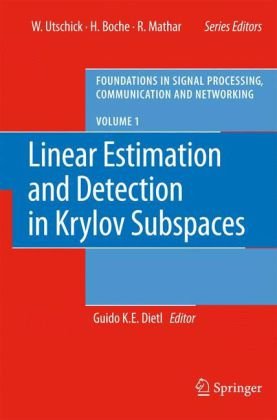 W. Utschick · H. Boche · R. Mathar Series Editors
FOUNDATIONS IN SIGNAL PROCESSING,
COMMUNICATION AND NETWORKING
VOLUME 1
Linear Estimation
and Detection
in Krylov Subspaces
Guido K.E. Dietl Editor
Springer